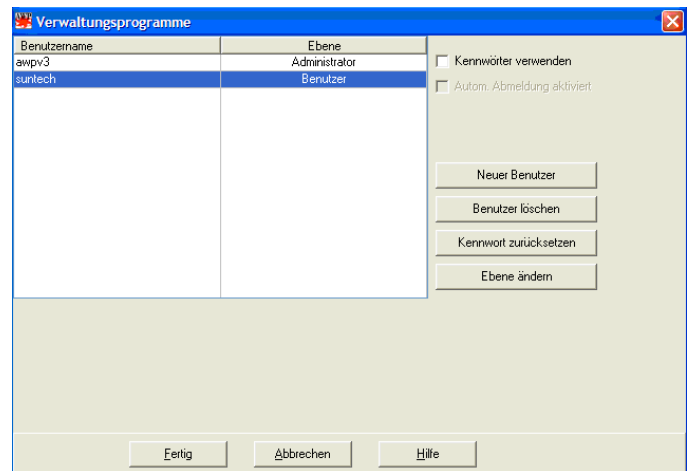 Verwaltungsprogramme
Benutzername Ebene
awpv3 Administrator
suntech Benutzer
Kennwörter verwenden
Autom. Abmeldung aktiviert
Neuer Benutzer
Benutzer löschen
Kennwort zurücksetzen
Ebene ändern
Fertig Abbrechen Hilfe